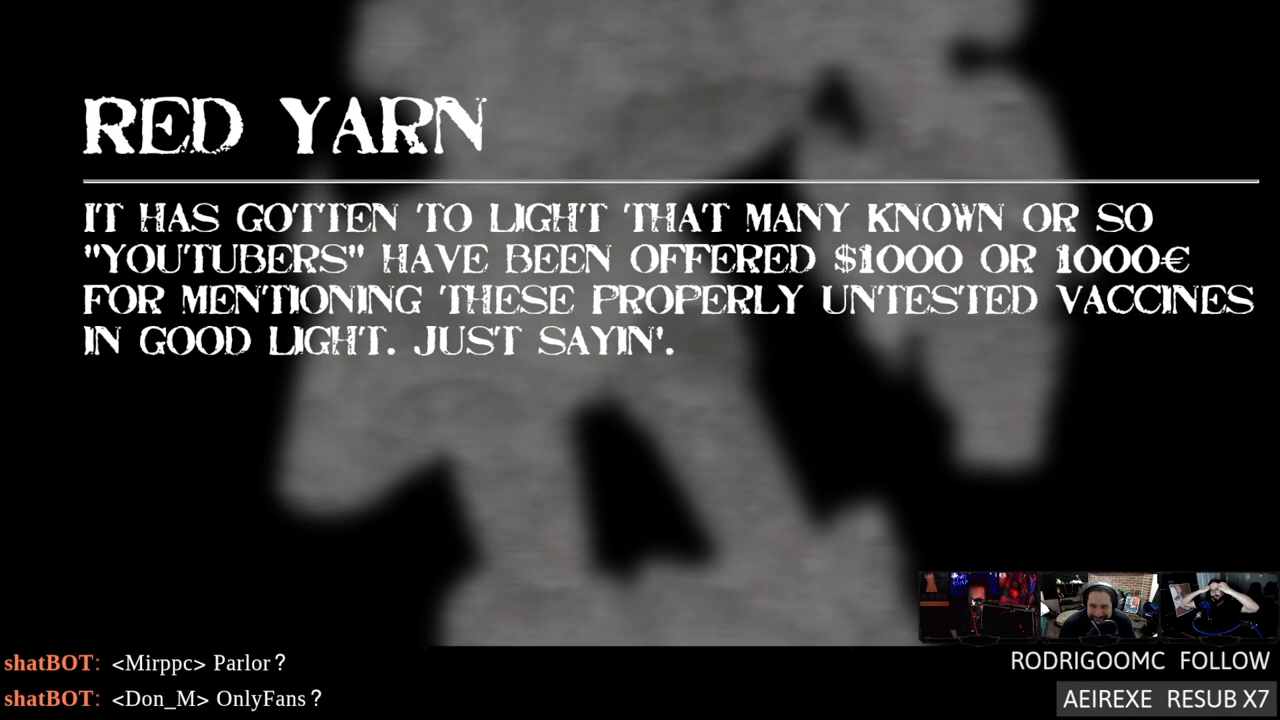 RED YARN
IT HAS GOTTEN TO LIGHT THAT MANY KNOWN OR SO
"YOUTUBERS" HAVE BEEN OFFERED $1000 OR 1000€
FOR MENTIONING THESE PROPERLY UNTESTED VACCINES
IN GOOD LIGHT. JUST SAYIN'.
shatBOT: <Mirppc> Parlor?
RODRIGOOMC FOLLOW
shatBOT: <Don_M> OnlyFans?
AEIREXE RESUB X7